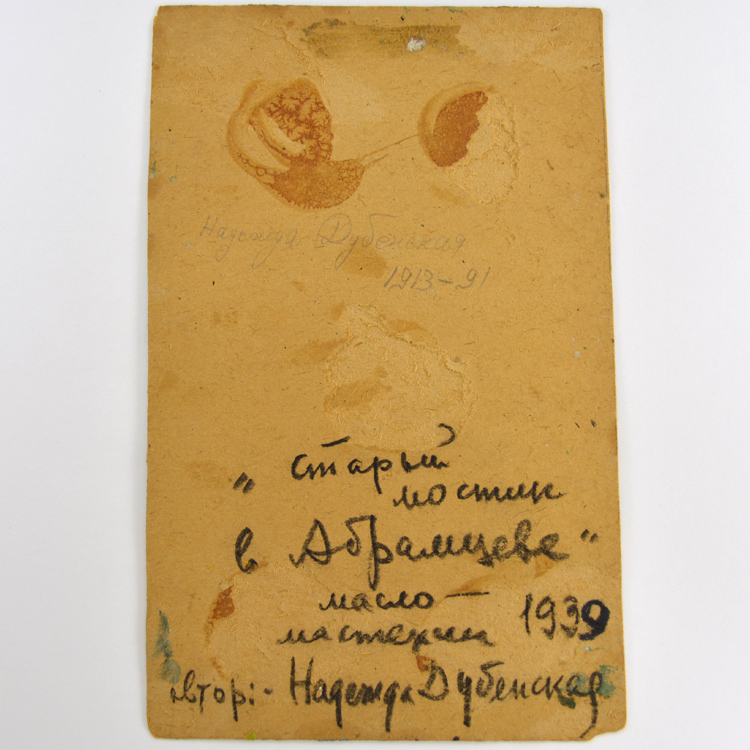 Надежда Дубенская
1913-91
" старый
мостик
в Абрамцеве"
масло-
мастехин 1939
автор:- Надежда Дубенская